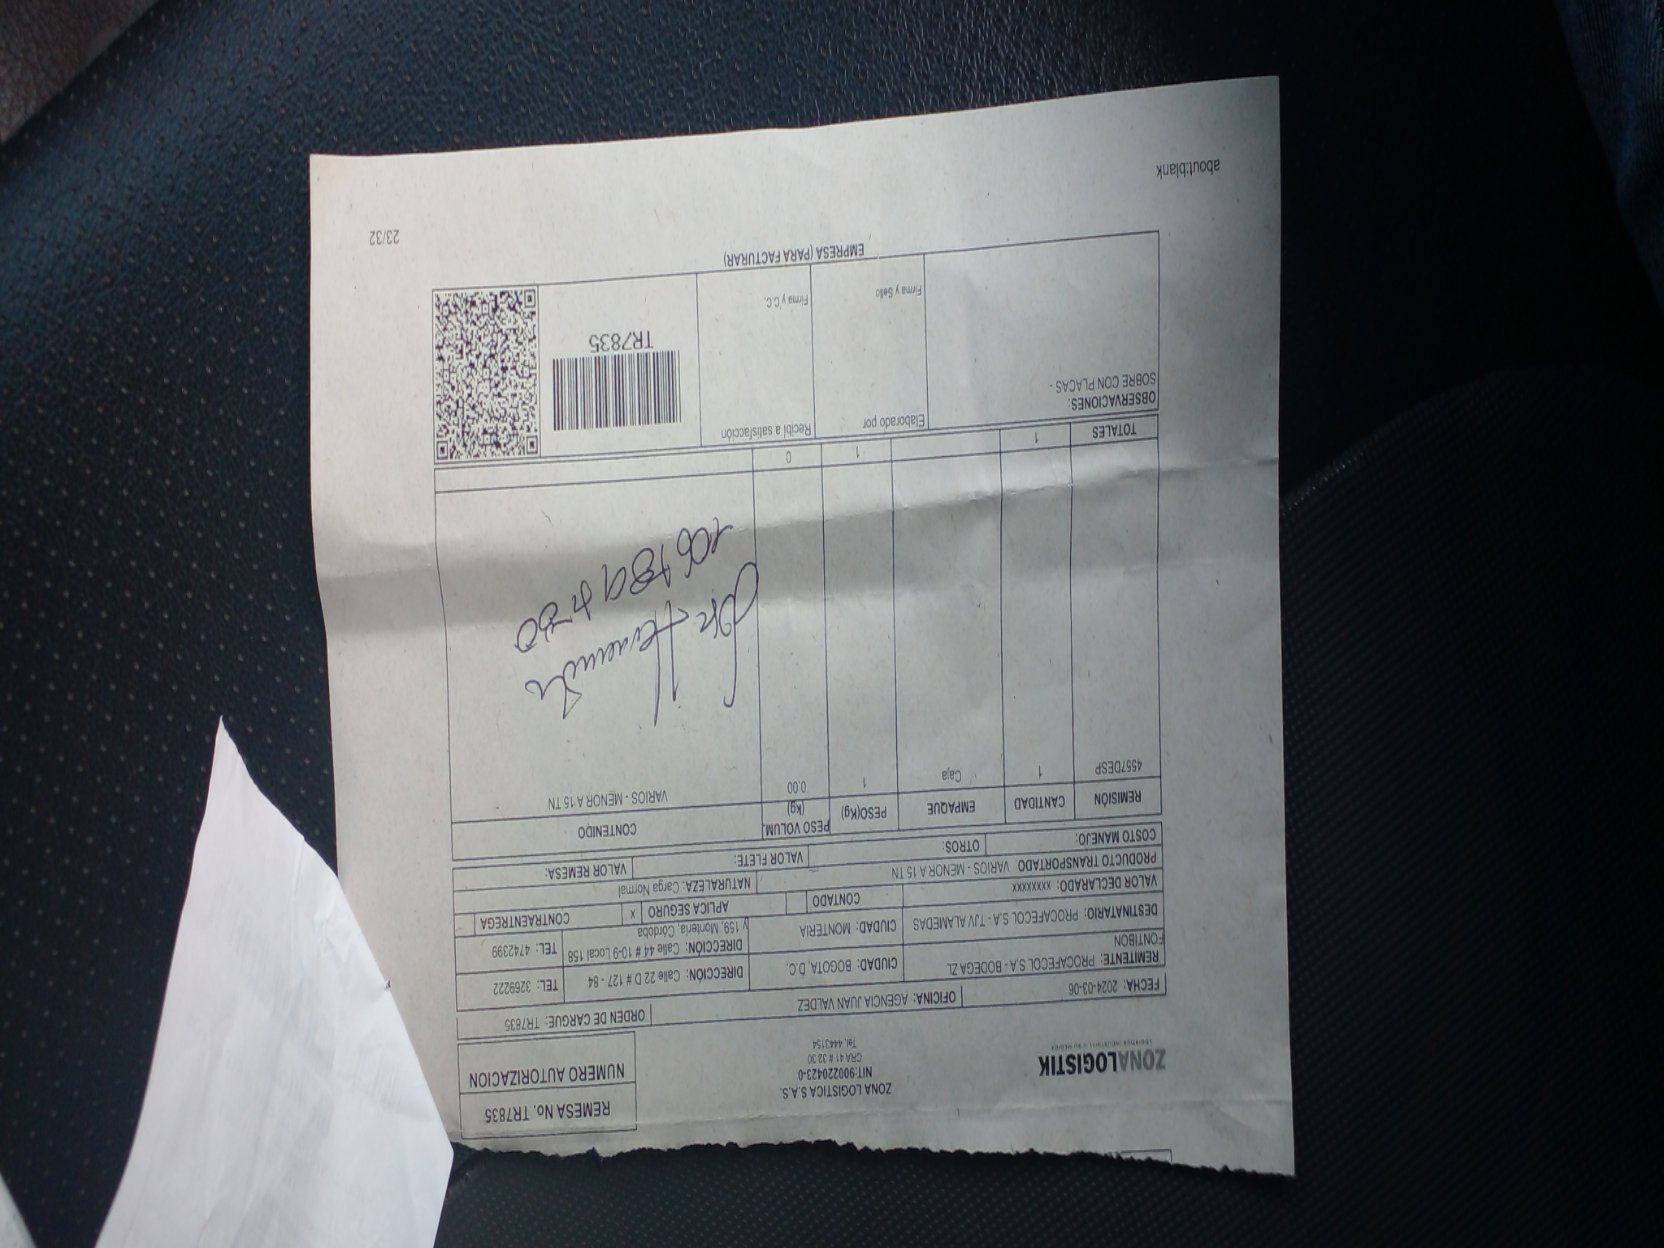 ZONALOGISTIK
ZONA LOGISTICA S.A.S.
NIT:900220423-0
CRA 41 # 32 30
Tel. 4443154
REMESA No. TR7835
NUMERO AUTORIZACION
FECHA: 2024-03-06 OFICINA: AGENCIA JUAN VALDEZ ORDEN DE CARGUE: TR7835
REMITENTE: PROCAFECOL S.A - BODEGA ZL FONTIBON CIUDAD: BOGOTA, D.C. DIRECCIÓN: Calle 22 D # 127 - 84 TEL: 3269222
DESTINATARIO: PROCAFECOL S.A - TJV ALAMEDAS CIUDAD: MONTERIA DIRECCIÓN: Calle 44 # 10-9 Local 158 y 159, Montería, Córdoba TEL: 4742399
VALOR DECLARADO: xxxxxxxx CONTADO APLICA SEGURO x CONTRAENTREGA
PRODUCTO TRANSPORTADO VARIOS - MENOR A 15 TN NATURALEZA: Carga Normal
COSTO MANEJO: OTROS: VALOR FLETE: VALOR REMESA:
REMISIÓN CANTIDAD EMPAQUE PESO(Kg) PESO VOLUM. (kg) CONTENIDO
4557DESP 1 Caja 1 0.00 VARIOS - MENOR A 15 TN
TOTALES 1 1 0
OBSERVACIONES:
SOBRE CON PLACAS -
Elaborado por
Firma y Sello
Recibí a satisfacción
Firma y C.C.
TR7835
EMPRESA (PARA FACTURAR)
about:blank
23/32